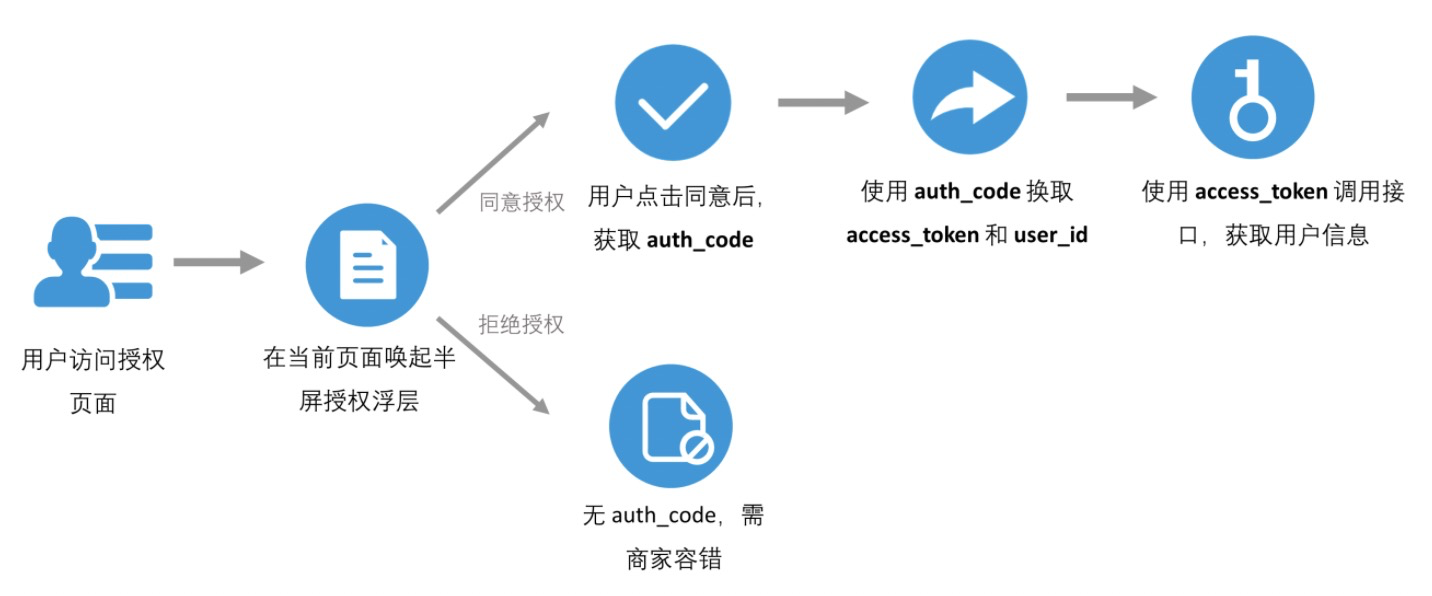 用户访问授权
页面
在当前页面唤起半
屏授权浮层
同意授权
用户点击同意后,
获取 auth_code
使用 auth_code 换取
access_token 和 user_id
使用 access_token 调用接
口, 获取用户信息
拒绝授权
无 auth_code, 需
商家容错